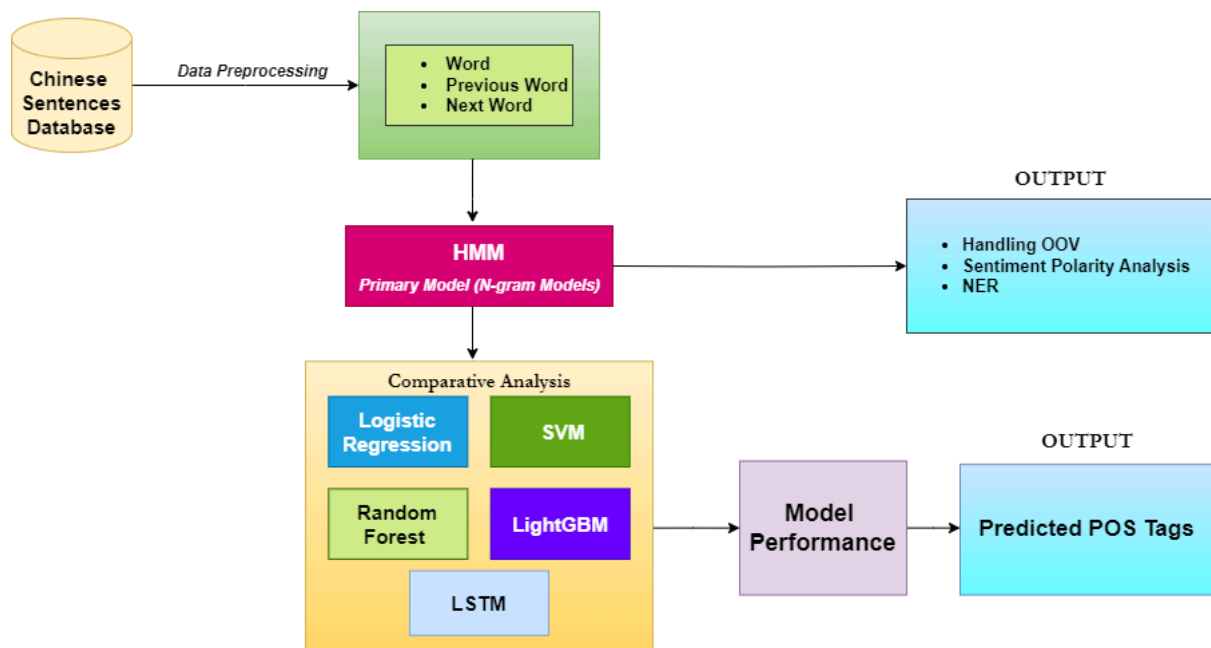 Chinese
Sentences
Database
Data Preprocessing
• Word
• Previous Word
• Next Word
HMM
Primary Model (N-gram Models)
OUTPUT
• Handling OOV
• Sentiment Polarity Analysis
• NER
Comparative Analysis
Logistic
Regression
SVM
Random
Forest
LightGBM
LSTM
Model
Performance
OUTPUT
Predicted POS Tags